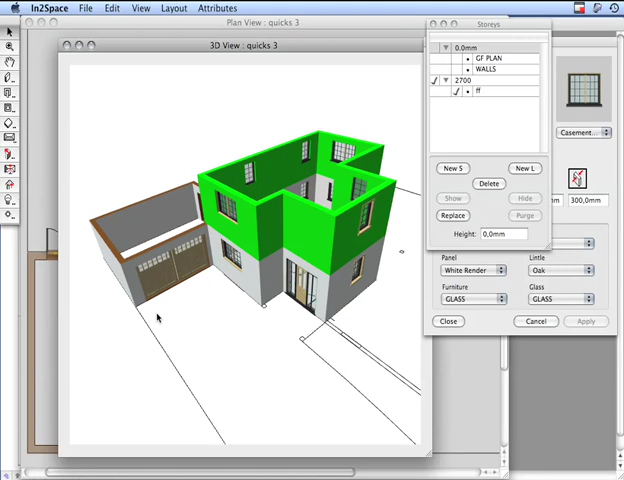 In2Space File Edit View Layout Attributes
Plan View : quicks 3
3D View : quicks 3
Storeys
0.0mm
GF PLAN
WALLS
2700
ff
New S New L
Delete
Show Hide
Replace Purge
Height: 0,0mm
Casement...
mm 300,0mm
Panel Lintle
White Render Oak
Furniture Glass
GLASS GLASS
Close Cancel Apply